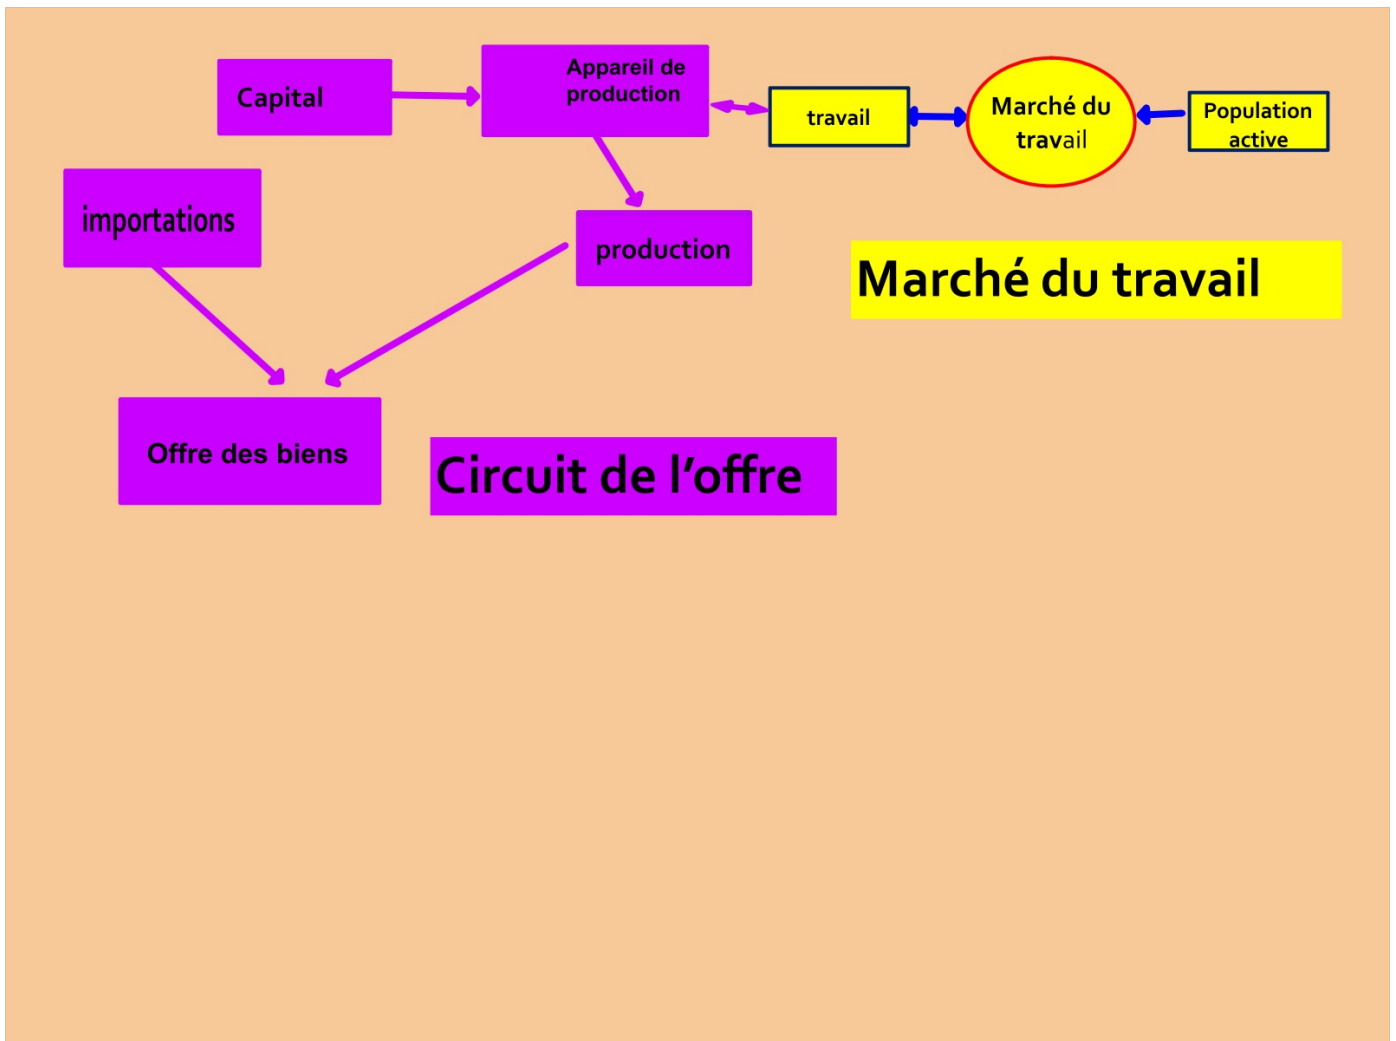 Capital
Appareil de
production
travail
Marché du
travail
Population
active
importations
production
Marché du travail
Offre des biens
Circuit de l’offre